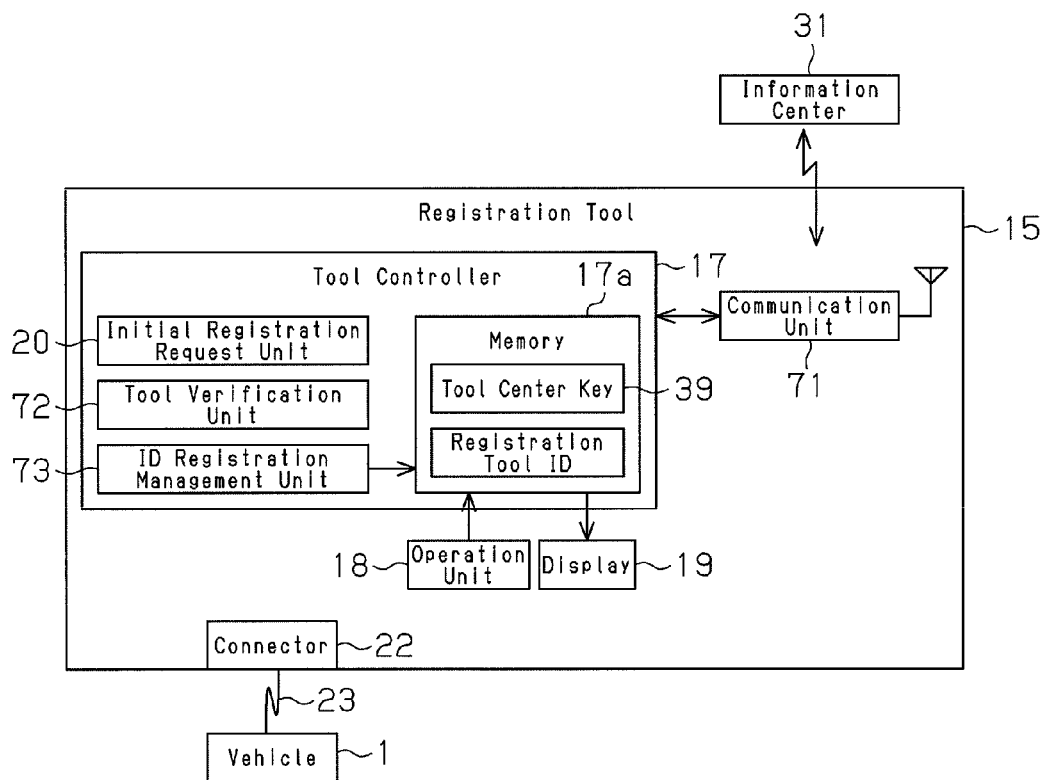 31
Information
Center
Registration Tool
15
Tool Controller
17
17a
Communication
Unit
71
20
Initial Registration
Request Unit
Memory
72
Tool Verification
Unit
Tool Center Key
39
73
ID Registration
Management Unit
Registration
Tool ID
18
Operation
Unit
Display
19
Connector
22
23
Vehicle
1